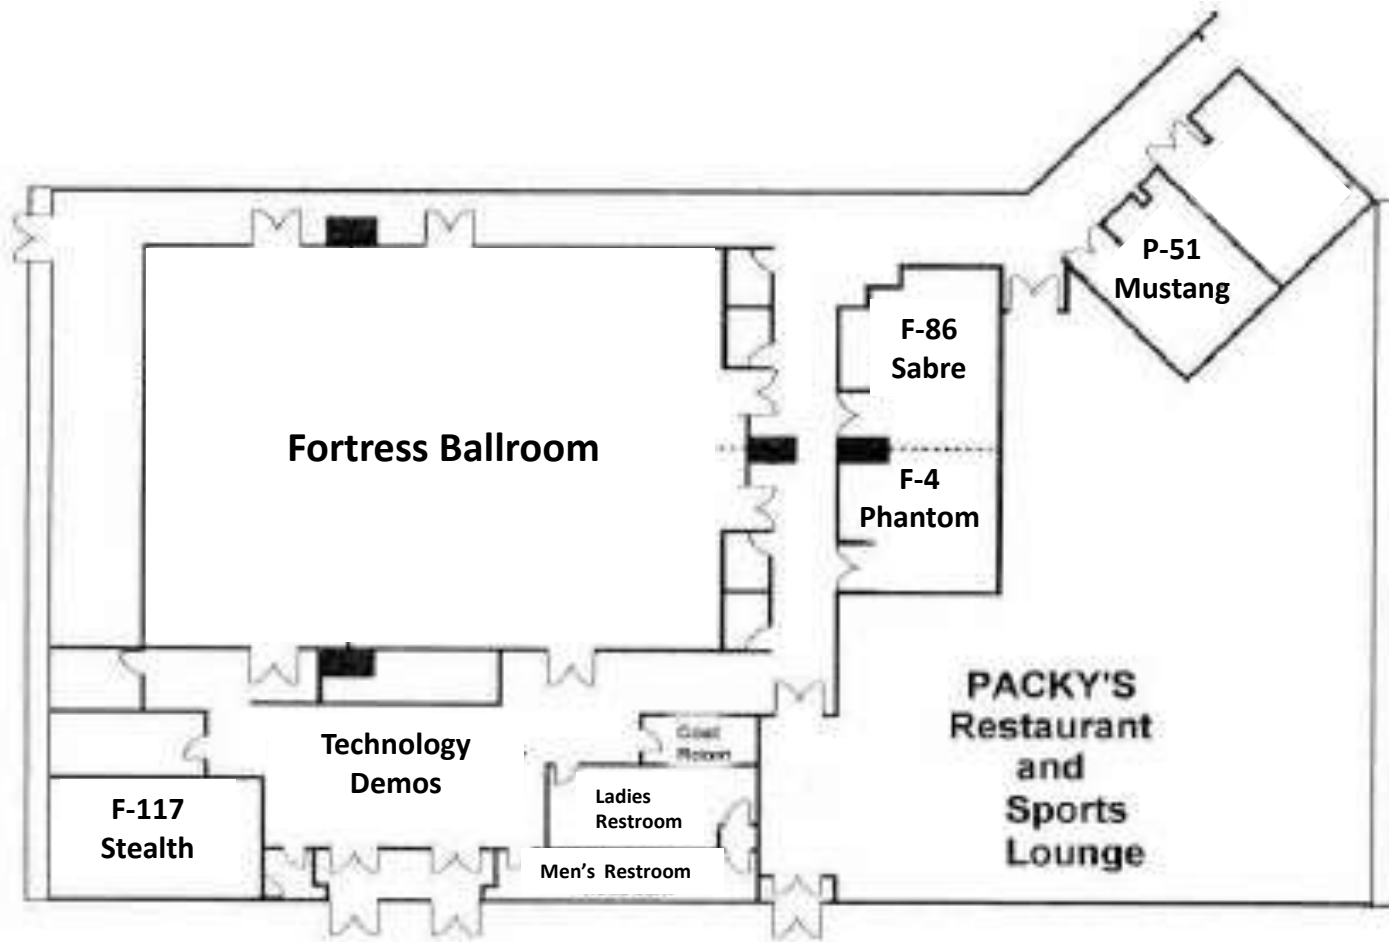 P-51
Mustang
F-86
Sabre
Fortress Ballroom
F-4
Phantom
PACKY'S
Restaurant
and
Sports
Lounge
Coat
Room
Technology
Demos
Ladies
Restroom
F-117
Stealth
Men's Restroom